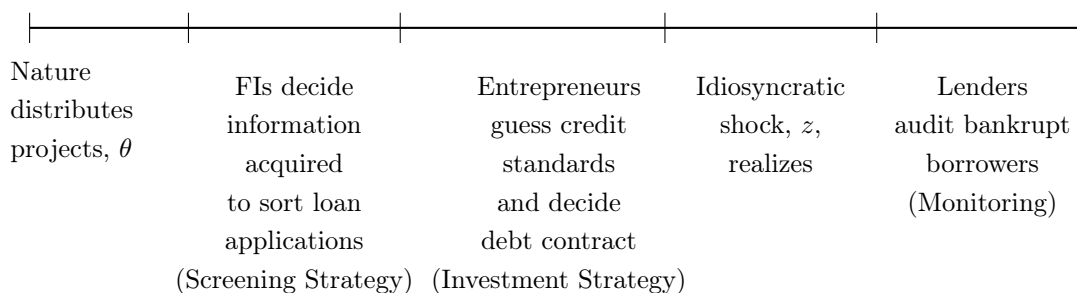 Nature
distributes
projects, θ
FIs decide
information
acquired
to sort loan
applications
(Screening Strategy)
Entrepreneurs
guess credit
standards
and decide
debt contract
(Investment Strategy)
Idiosyncratic
shock, z,
realizes
Lenders
audit bankrupt
borrowers
(Monitoring)